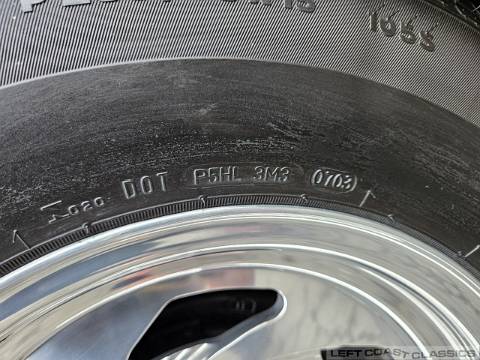 165S
DOT P5HL 3M3 0703
LEFT COAST CLASSICS